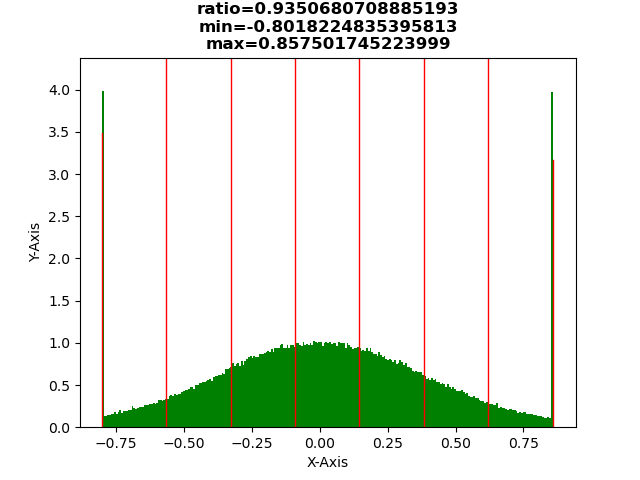 ratio=0.9350680708885193
min=-0.8018224835395813
max=0.857501745223999
4.0
3.5
3.0
2.5
2.0
1.5
1.0
0.5
0.0
Y-Axis
−0.75 −0.50 −0.25 0.00 0.25 0.50 0.75
X-Axis